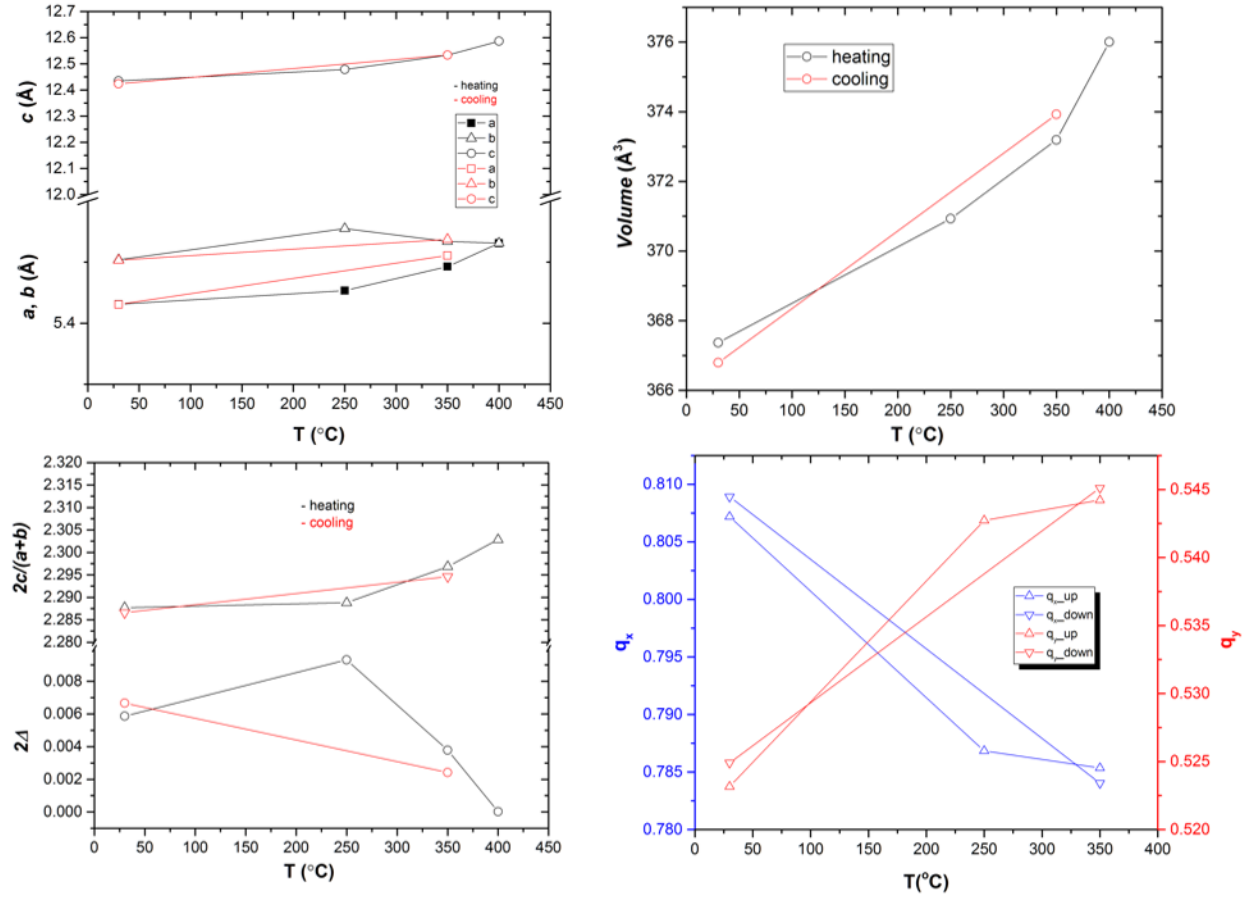 12.7
12.6
12.5
12.4
12.3
12.2
12.1
12.0
5.4
c (Å)
a, b (Å)
- heating
- cooling
a
b
c
a
b
c
0 50 100 150 200 250 300 350 400 450
T (°C)
376
374
372
370
368
366
Volume (Å³)
heating
cooling
0 50 100 150 200 250 300 350 400 450
T (°C)
2.320
2.315
2.310
2.305
2.300
2.295
2.290
2.285
2.280
0.008
0.006
0.004
0.002
0.000
2c/(a+b)
2Δ
- heating
- cooling
0 50 100 150 200 250 300 350 400 450
T (°C)
0.810
0.805
0.800
0.795
0.790
0.785
0.780
qₓ
qₓ_up
qₓ_down
q_y_up
q_y_down
0.545
0.540
0.535
0.530
0.525
0.520
q_y
0 50 100 150 200 250 300 350 400
T(°C)